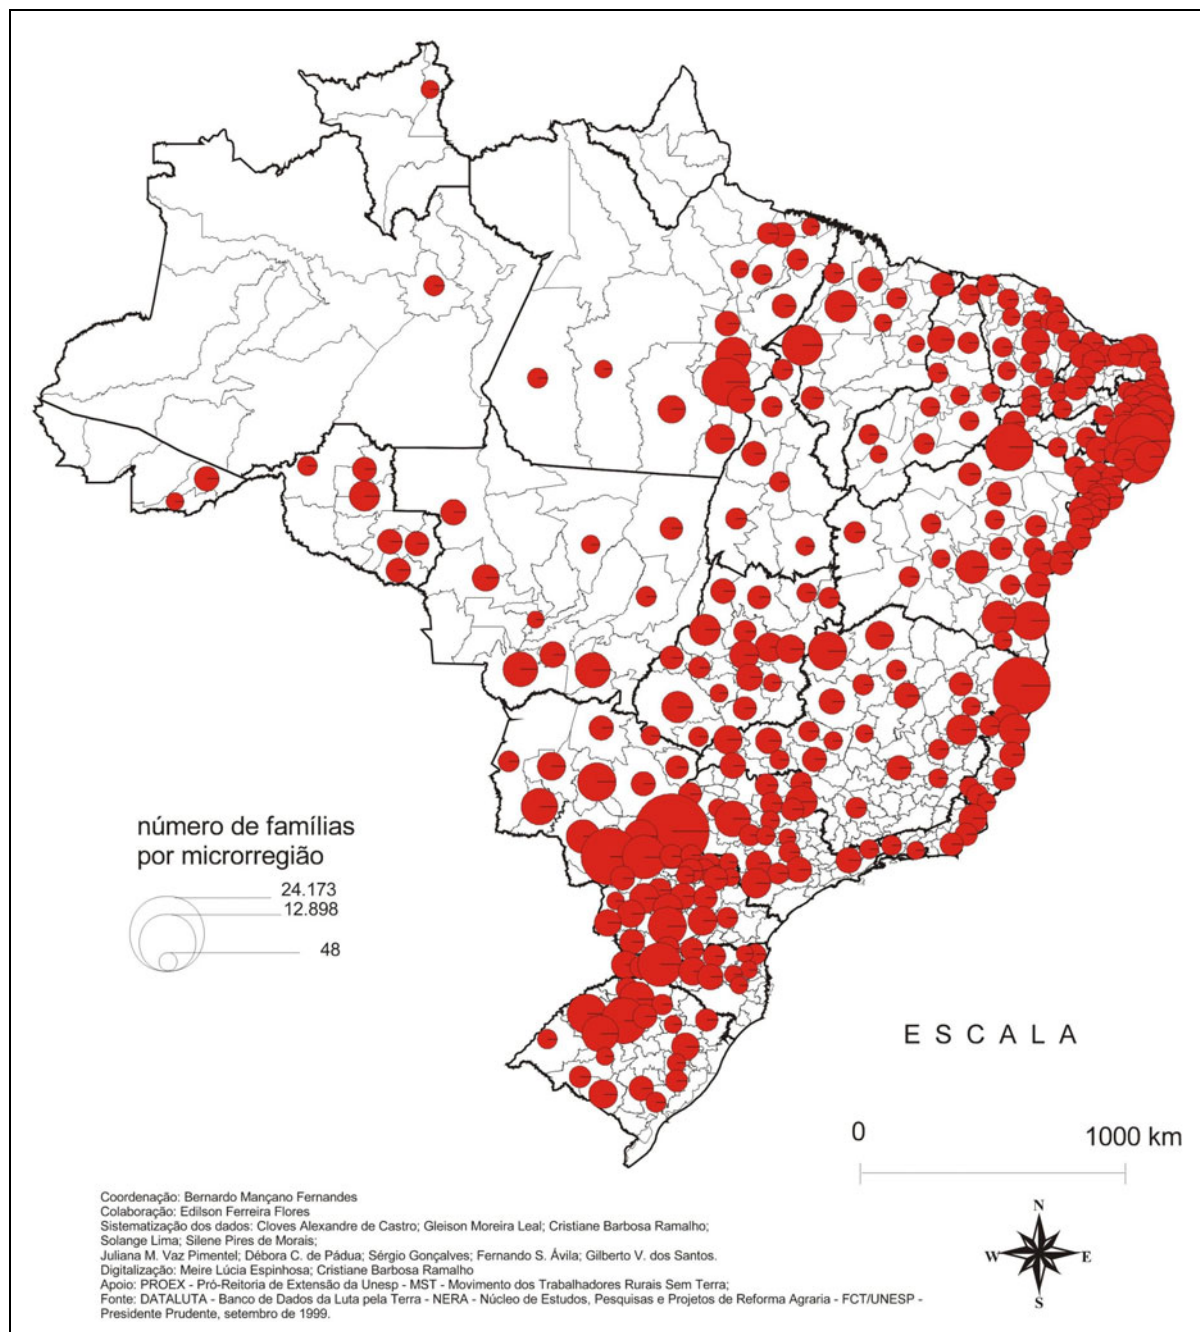 número de famílias
por microrregião
24.173
12.898
48
E S C A L A
0 1000 km
N
W E
S
Coordenação: Bernardo Mançano Fernandes
Colaboração: Edilson Ferreira Flores
Sistematização dos dados: Cloves Alexandre de Castro; Gleison Moreira Leal; Cristiane Barbosa Ramalho;
Solange Lima; Silene Pires de Morais;
Juliana M. Vaz Pimentel; Débora C. de Pádua; Sérgio Gonçalves; Fernando S. Ávila; Gilberto V. dos Santos.
Digitalização: Meire Lúcia Espinhosa; Cristiane Barbosa Ramalho
Apoio: PROEX - Pró-Reitoria de Extensão da Unesp - MST - Movimento dos Trabalhadores Rurais Sem Terra;
Fonte: DATALUTA - Banco de Dados da Luta pela Terra - NERA - Núcleo de Estudos, Pesquisas e Projetos de Reforma Agraria - FCT/UNESP -
Presidente Prudente, setembro de 1999.